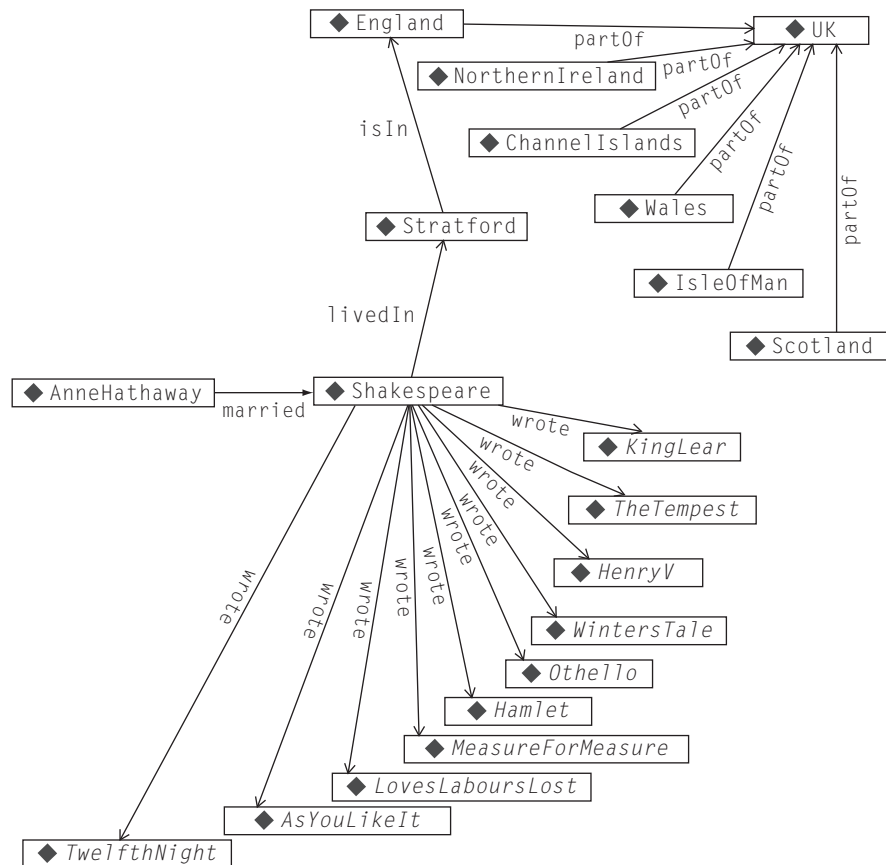 England
UK
partOf
NorthernIreland
partOf
partOf
isIn
ChannelIslands
partOf
Wales
partOf
Stratford
partOf
IsleOfMan
livedIn
Scotland
AnneHathaway
married
Shakespeare
wrote
KingLear
wrote
TheTempest
wrote
HenryV
wrote
WintersTale
wrote
Othello
wrote
Hamlet
wrote
MeasureForMeasure
wrote
LovesLaboursLost
wrote
AsYouLikeIt
wrote
TwelfthNight